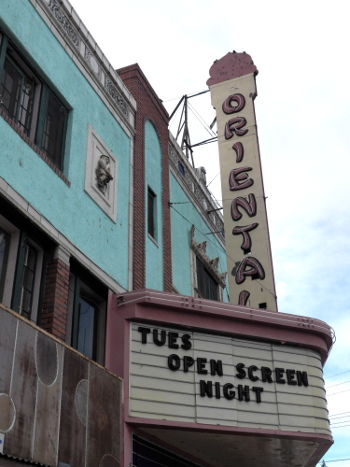 ORIENTAL
TUES
OPEN SCREEN
NIGHT